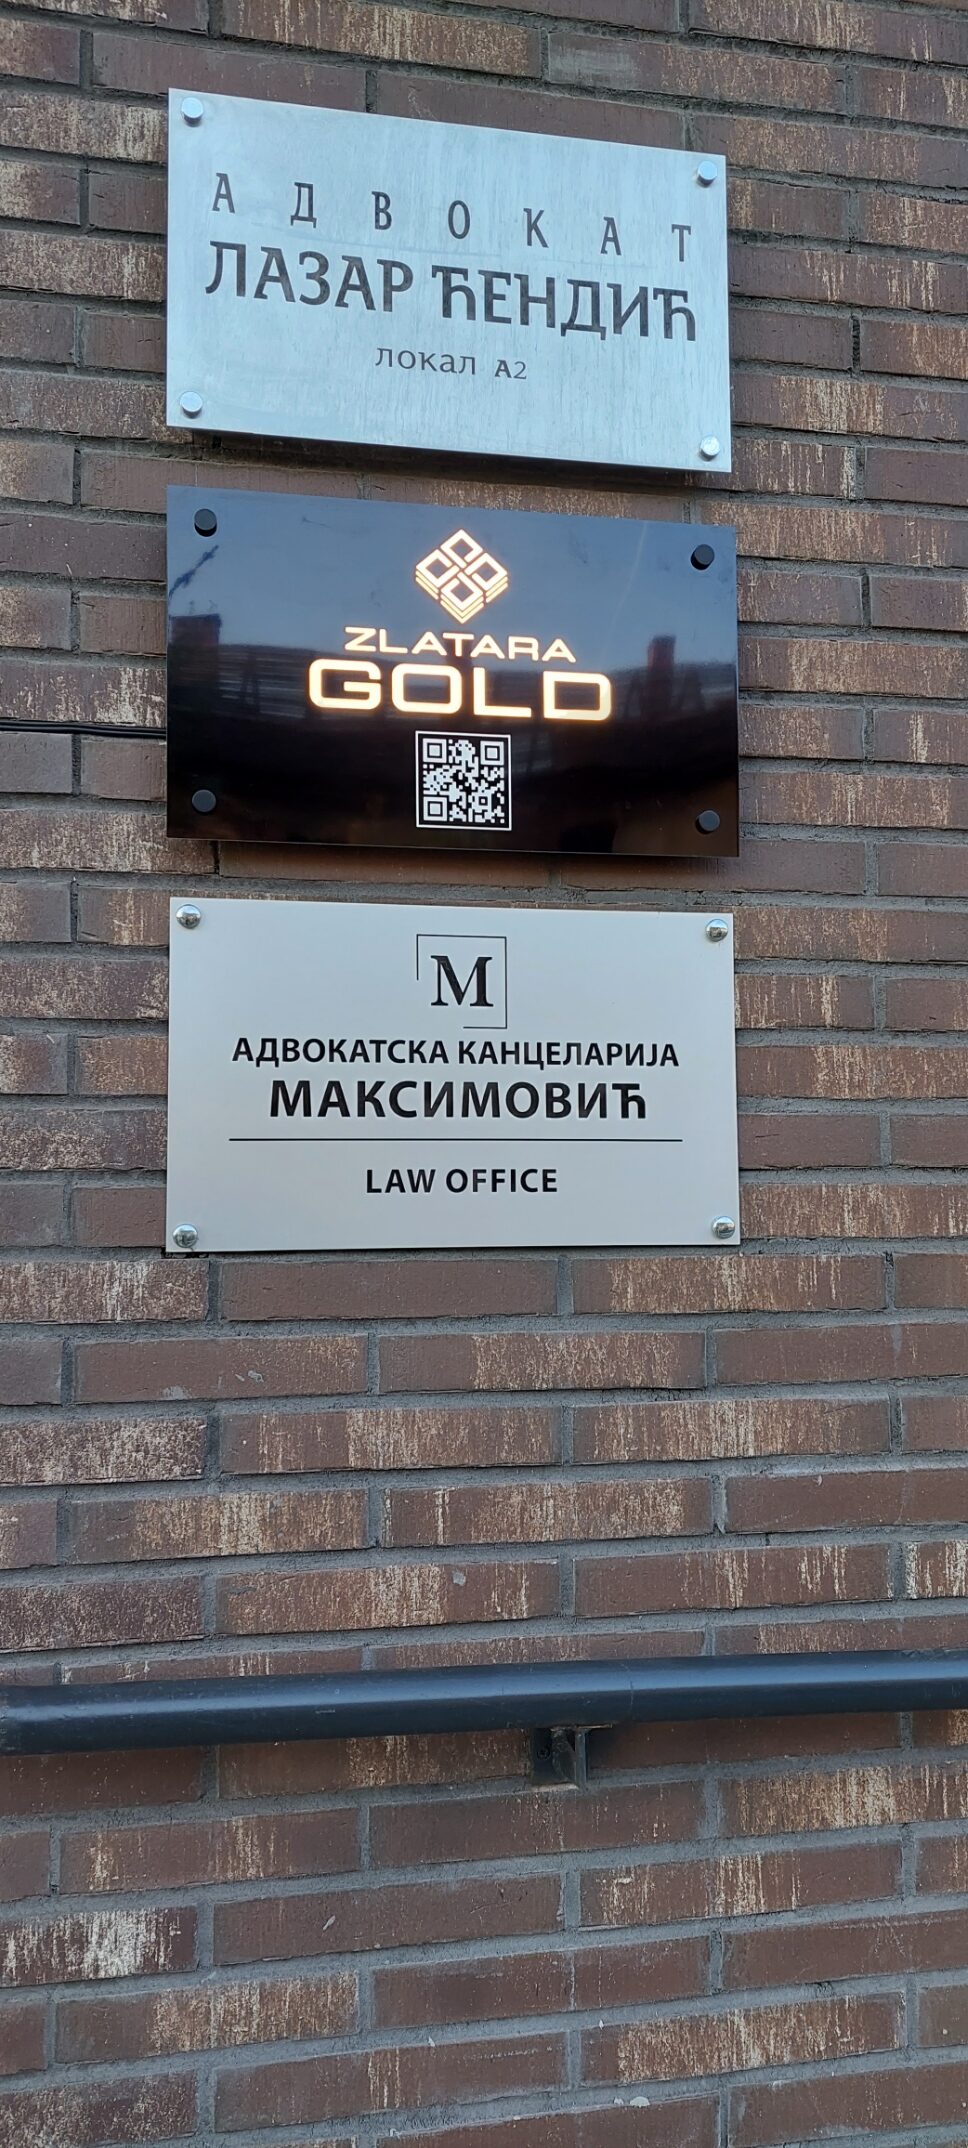 АДВОКАТ
ЛАЗАР ЋЕНДИЋ
локал А2
ZLATARA
GOLD
M
АДВОКАТСКА КАНЦЕЛАРИЈА
МАКСИМОВИЋ
LAW OFFICE